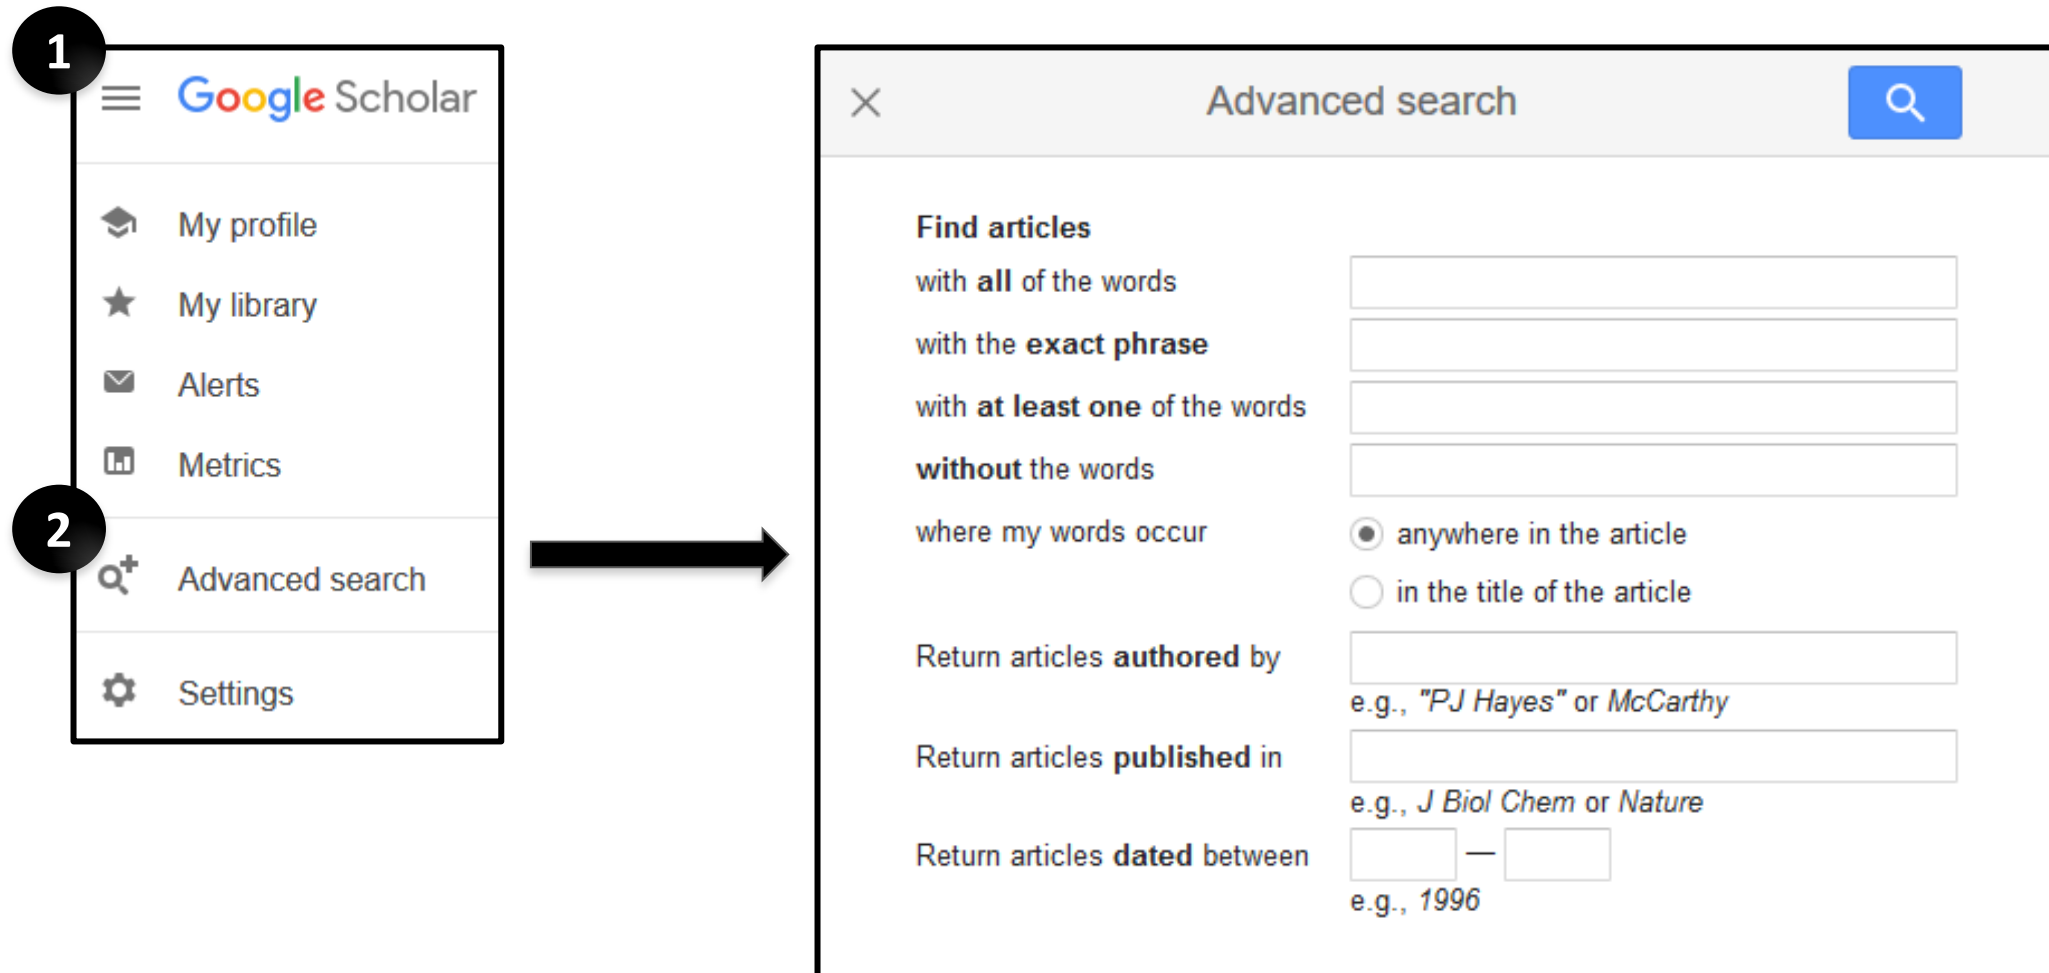 1
Google Scholar
My profile
My library
Alerts
Metrics
2
Advanced search
Settings
Advanced search
Find articles
with all of the words
with the exact phrase
with at least one of the words
without the words
where my words occur
anywhere in the article
in the title of the article
Return articles authored by
e.g., "PJ Hayes" or McCarthy
Return articles published in
e.g., J Biol Chem or Nature
Return articles dated between
—
e.g., 1996